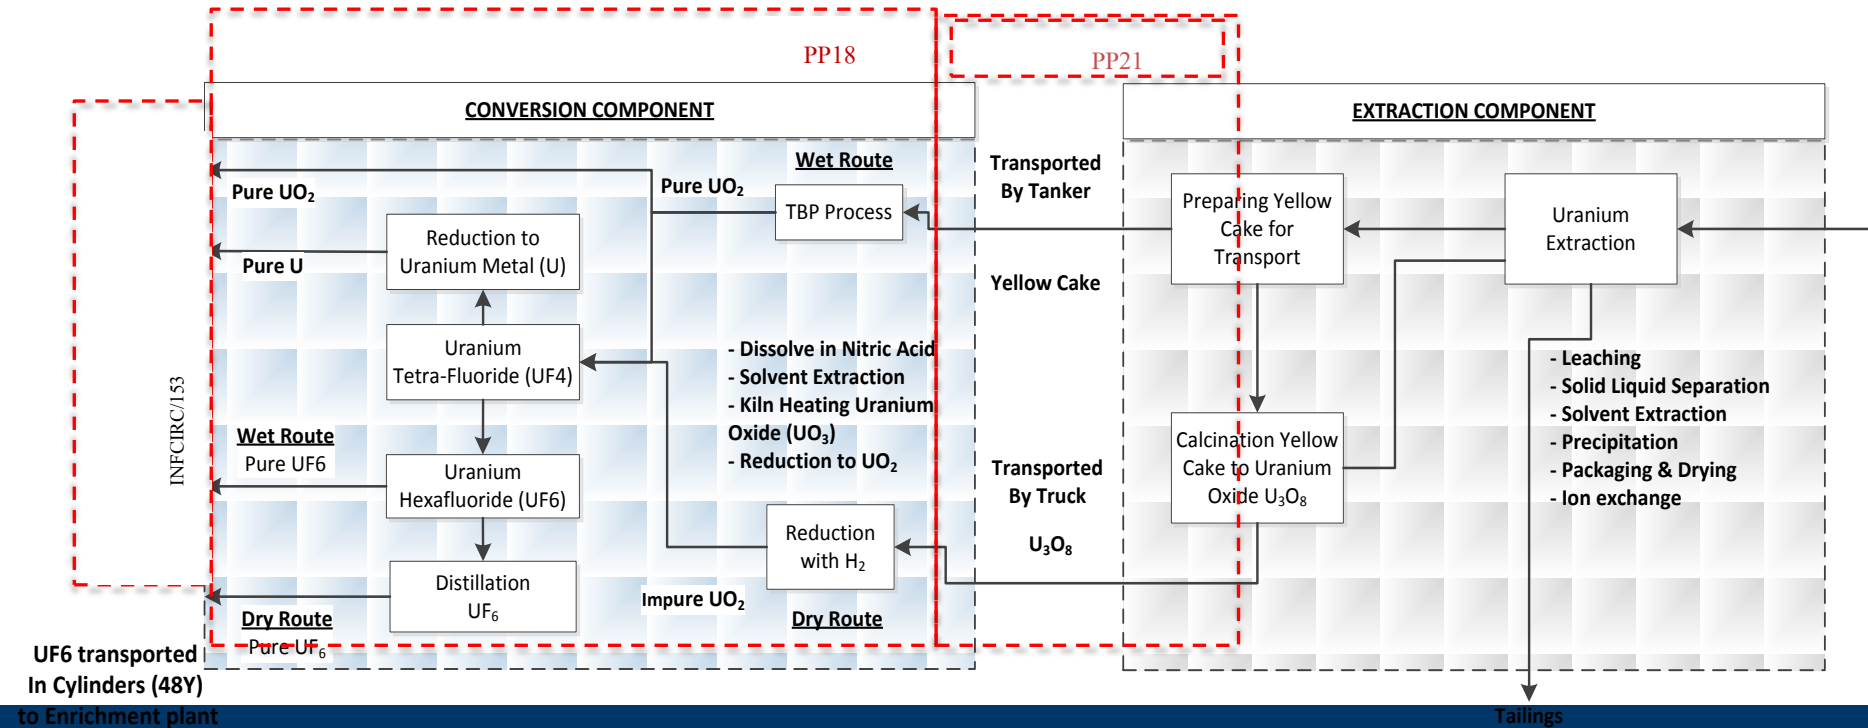 PP18
PP21
CONVERSION COMPONENT
EXTRACTION COMPONENT
INFCIRC/153
Wet Route
TBP Process
Pure UO₂
Pure UO₂
Reduction to
Uranium Metal (U)
Pure U
Uranium
Tetra-Fluoride (UF4)
- Dissolve in Nitric Acid
- Solvent Extraction
- Kiln Heating Uranium
Oxide (UO₃)
- Reduction to UO₂
Wet Route
Pure UF6
Uranium
Hexafluoride (UF6)
Reduction
with H₂
Distillation
UF₆
Impure UO₂
Dry Route
Dry Route
Pure UF₆
UF6 transported
In Cylinders (48Y)
to Enrichment plant
Transported
By Tanker
Yellow Cake
Transported
By Truck
U₃O₈
Preparing Yellow
Cake for
Transport
Uranium
Extraction
Calcination Yellow
Cake to Uranium
Oxide U₃O₈
- Leaching
- Solid Liquid Separation
- Solvent Extraction
- Precipitation
- Packaging & Drying
- Ion exchange
Tailings